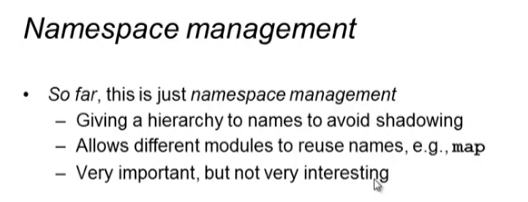 Namespace management
• So far, this is just namespace management
– Giving a hierarchy to names to avoid shadowing
– Allows different modules to reuse names, e.g., map
– Very important, but not very interesting